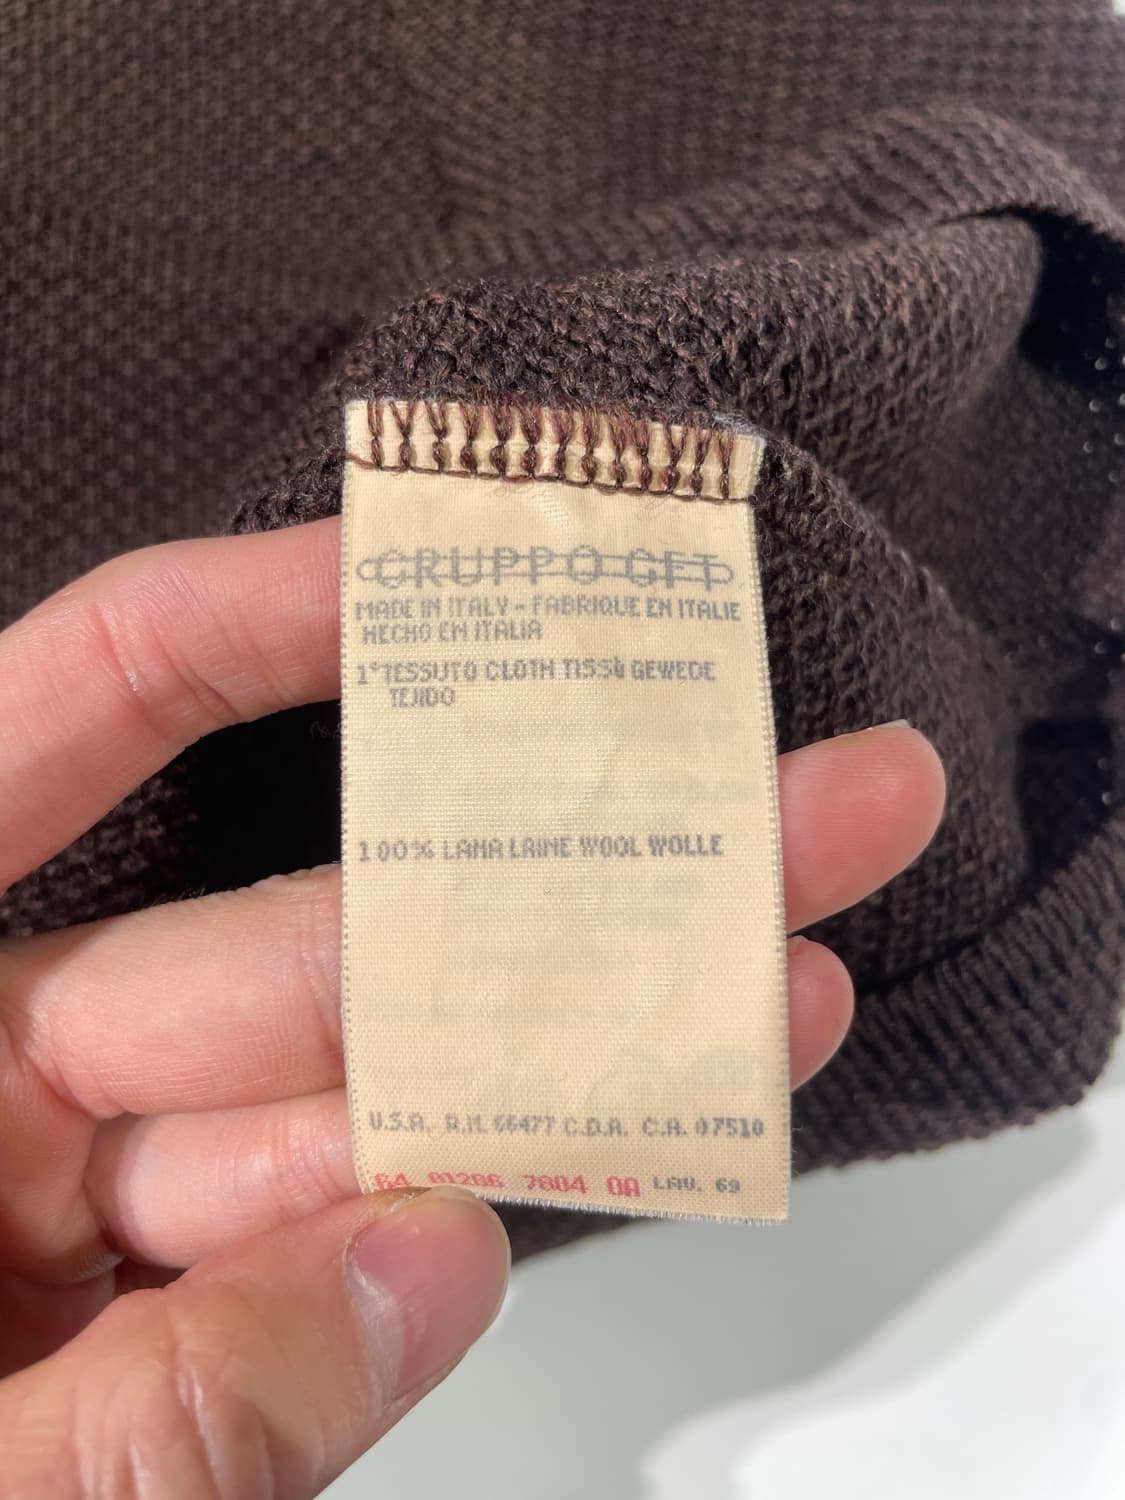 GRUPPO GFT
MADE IN ITALY - FABRIQUE EN ITALIE
HECHO EN ITALIA
1° TESSUTO CLOTH TISSU GEWEDE
TEJIDO
100% LANA LAINE WOOL WOLLE
U.S.A. R.N. 66477 C.D.A. C.A. 07510
64 01286 7804 0A LAV. 69